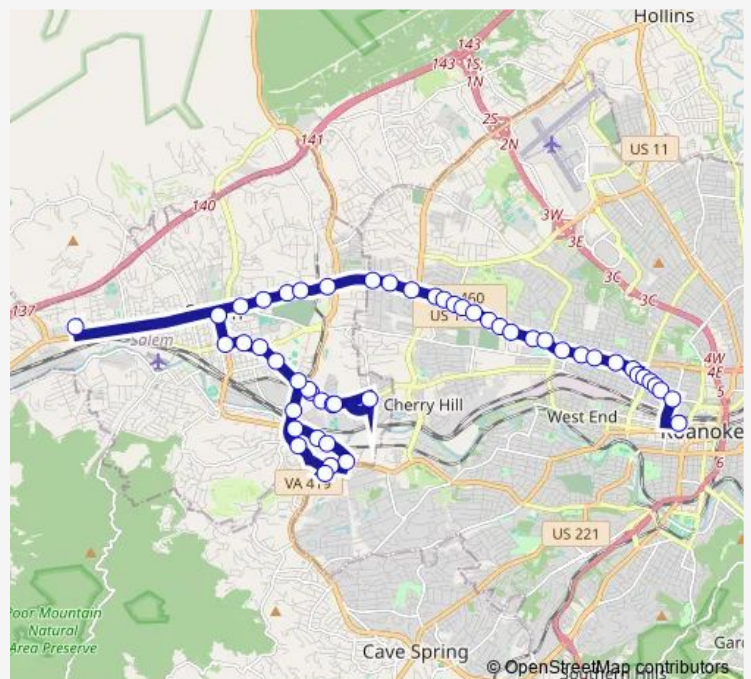 Hollins
143
143
1S;
1N
2S
2N
US 11
141
140
3W
3E
3C
3C
137
460
Salem
4W
4E
5
Cherry Hill
West End
Roanoke
VA 419
6
US 221
Poor Mountain
Natural
Area Preserve
Cave Spring
Gar
© OpenStreetMap contributors